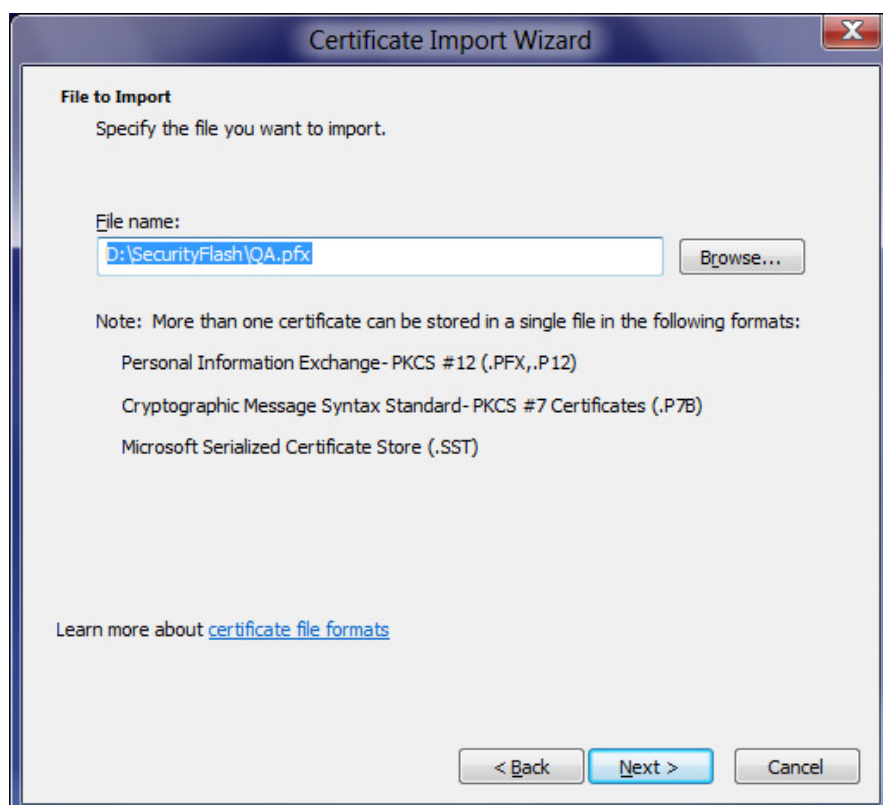 Certificate Import Wizard
X
File to Import
Specify the file you want to import.
File name:
D:\SecurityFlash\QA.pfx
Browse...
Note: More than one certificate can be stored in a single file in the following formats:
Personal Information Exchange- PKCS #12 (.PFX,.P12)
Cryptographic Message Syntax Standard- PKCS #7 Certificates (.P7B)
Microsoft Serialized Certificate Store (.SST)
Learn more about certificate file formats
< Back Next > Cancel